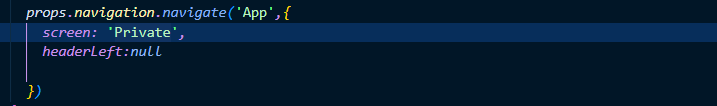 props.navigation.navigate('App',{
screen: 'Private',
headerLeft:null
})